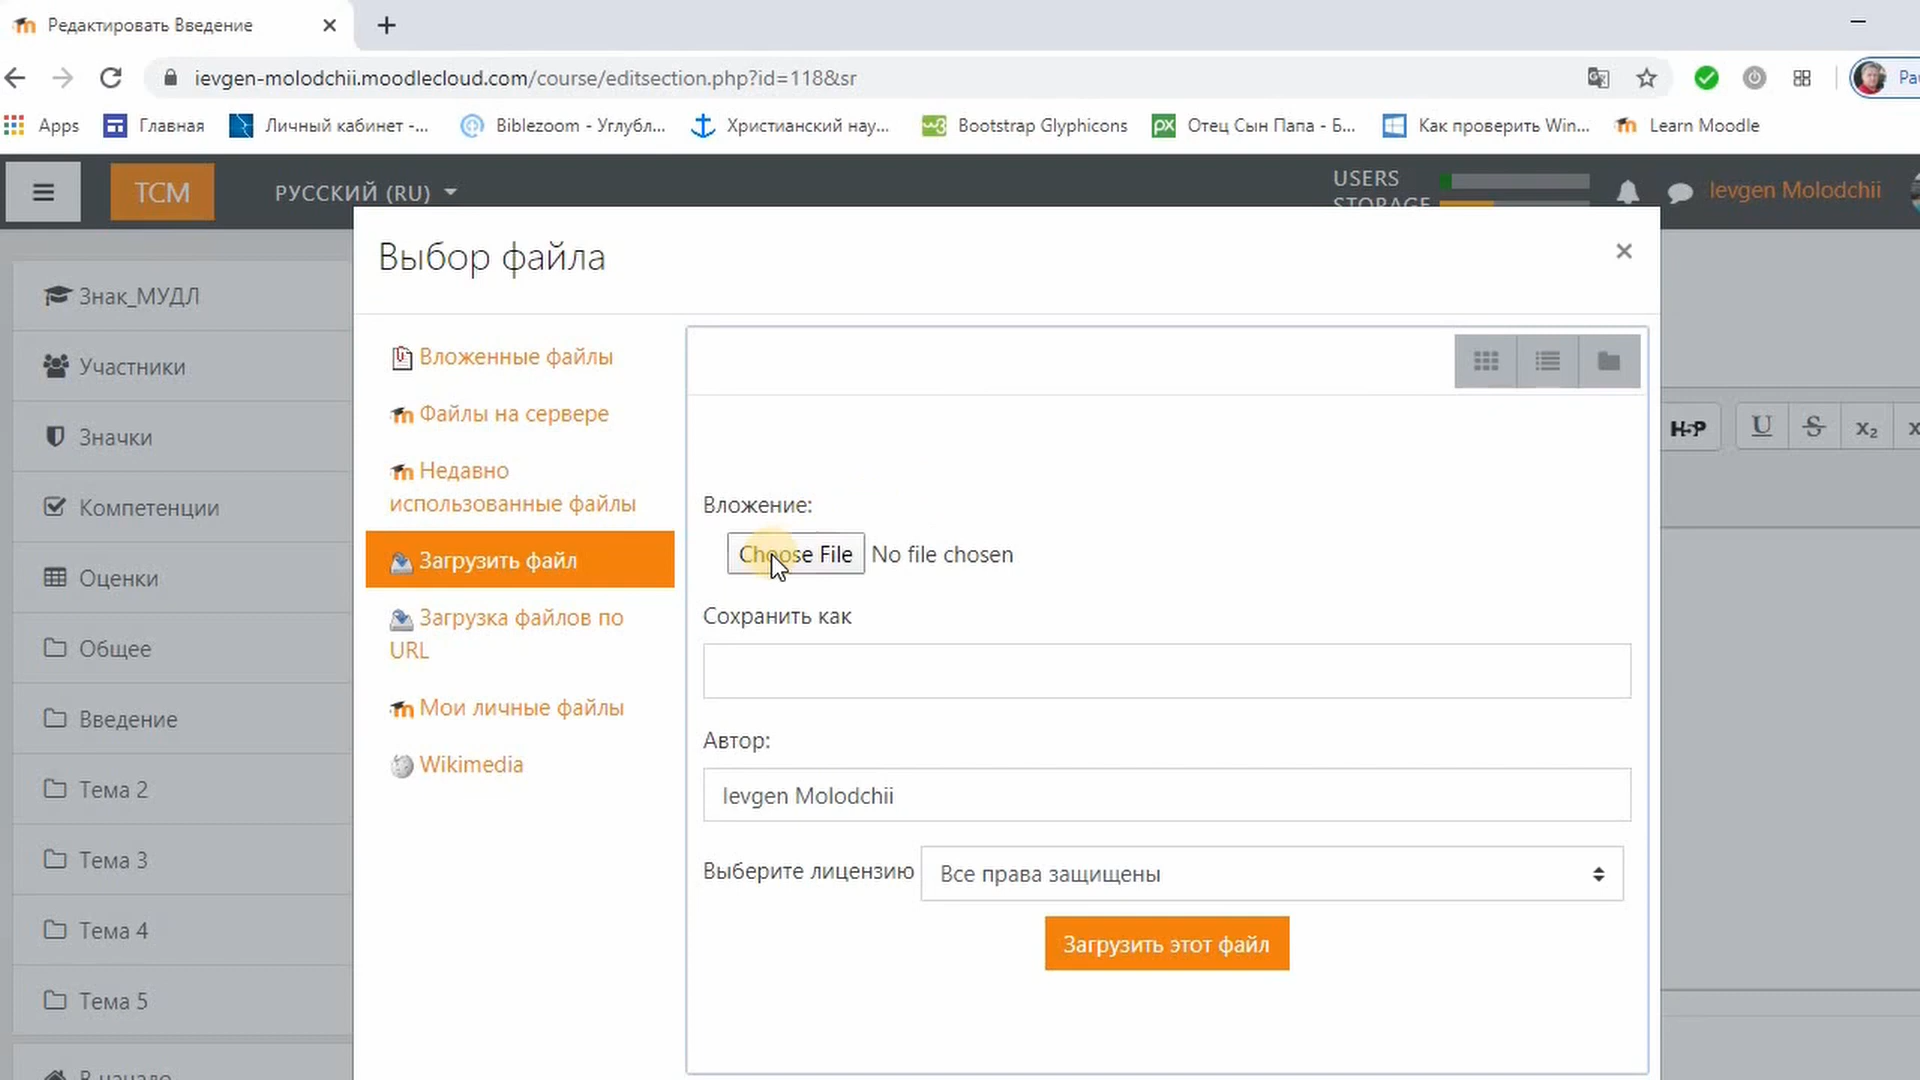 Редактировать Введение
ievgen-molodchii.moodlecloud.com/course/editsection.php?id=118&sr
Apps
Главная
Личный кабинет -...
Biblezoom - Углубл...
Христианский нау...
Bootstrap Glyphicons
Отец Сын Папа - Б...
Как проверить Win...
Learn Moodle
TCM
РУССКИЙ (RU)
USERS
STORAGE
Ievgen Molodchii
Выбор файла
Знак_МУДЛ
Участники
Значки
Компетенции
Оценки
Общее
Введение
Тема 2
Тема 3
Тема 4
Тема 5
В начало
Вложенные файлы
Файлы на сервере
Недавно
использованные файлы
Загрузить файл
Загрузка файлов по
URL
Мои личные файлы
Wikimedia
Вложение:
Choose File No file chosen
Сохранить как
Автор:
Ievgen Molodchii
Выберите лицензию
Все права защищены
Загрузить этот файл
H-P
U
S
x₂